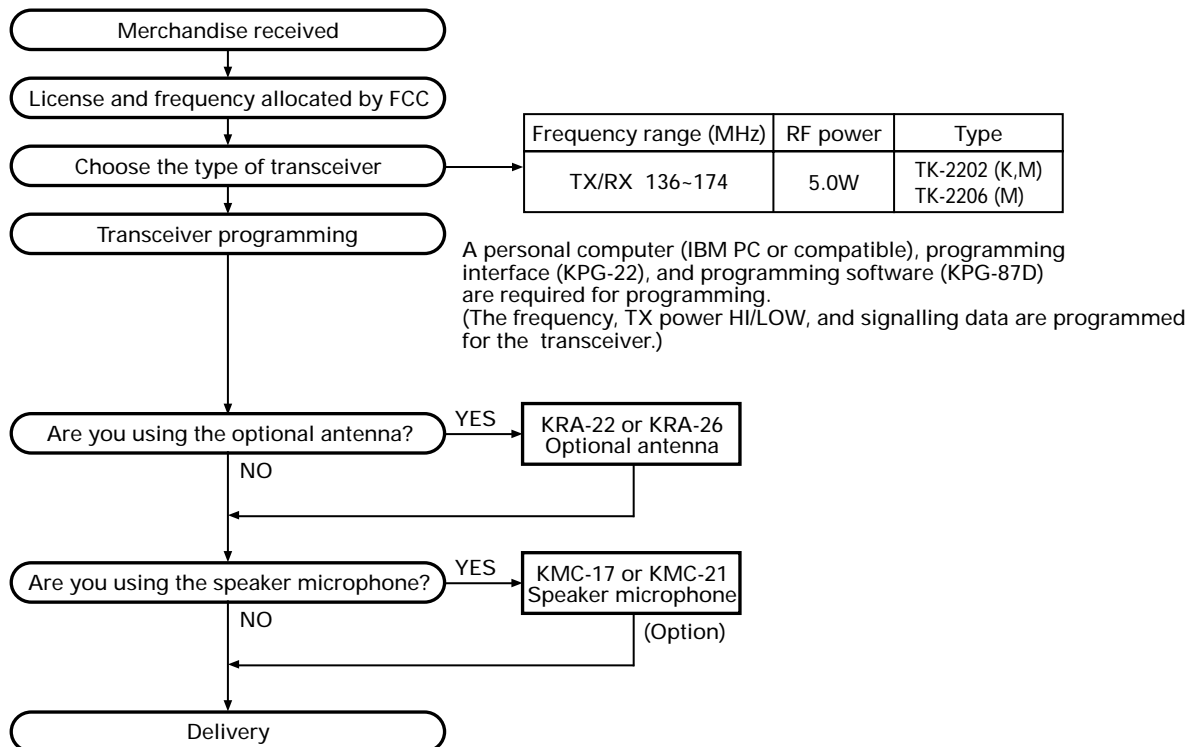 Merchandise received
License and frequency allocated by FCC
Choose the type of transceiver
Frequency range (MHz) RF power Type
TX/RX 136~174 5.0W TK-2202 (K,M)
TK-2206 (M)
Transceiver programming
A personal computer (IBM PC or compatible), programming
interface (KPG-22), and programming software (KPG-87D)
are required for programming.
(The frequency, TX power HI/LOW, and signalling data are programmed
for the transceiver.)
Are you using the optional antenna?
YES
KRA-22 or KRA-26
Optional antenna
NO
Are you using the speaker microphone?
YES
KMC-17 or KMC-21
Speaker microphone
NO
(Option)
Delivery